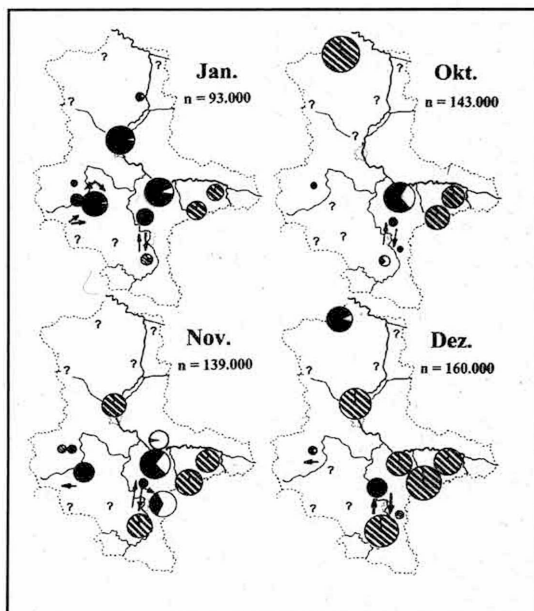 Jan.
n = 93.000
Okt.
n = 143.000
Nov.
n = 139.000
Dez.
n = 160.000
? ? ? ? ? ? ?
? ? ? ? ? ? ?
? ? ? ? ? ?
? ? ? ? ? ?